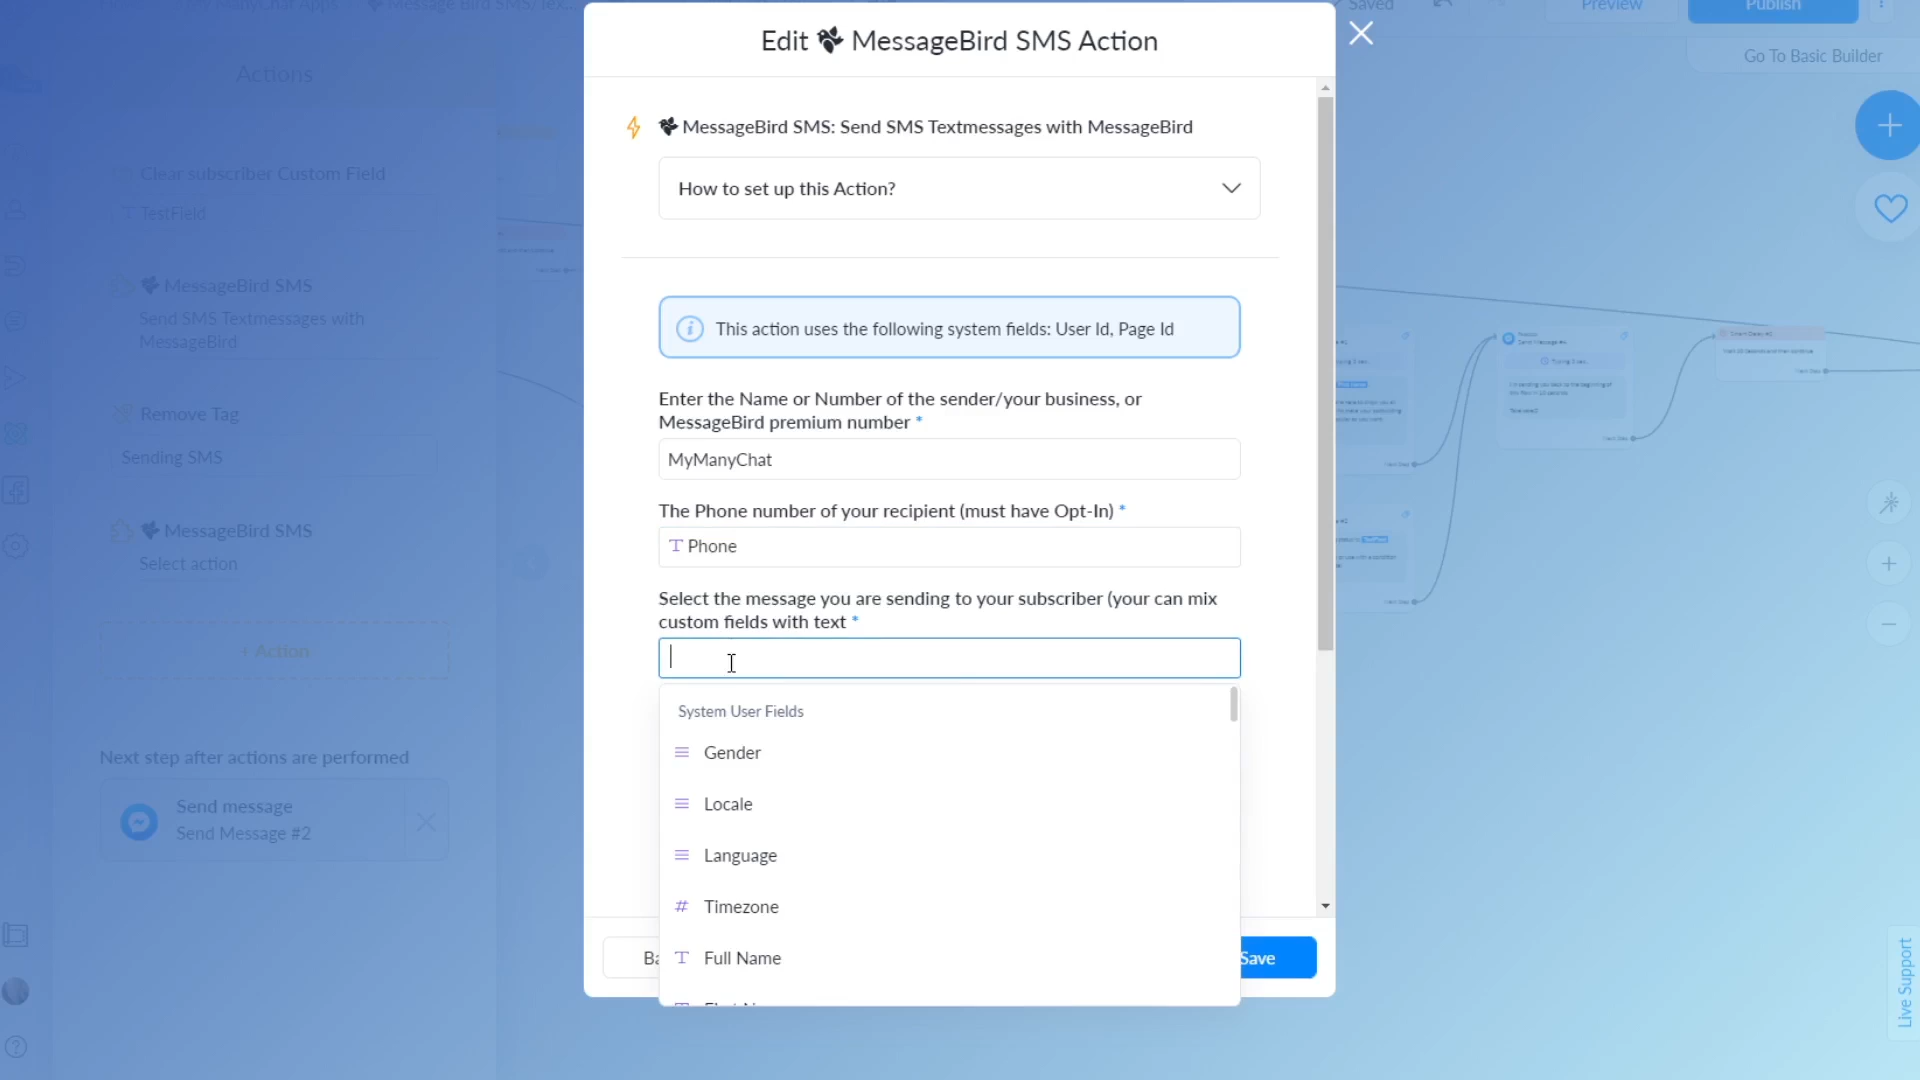 Saved
Preview
Publish
Edit MessageBird SMS Action
Go To Basic Builder
Actions
MessageBird SMS: Send SMS Textmessages with MessageBird
How to set up this Action?
Clear subscriber Custom Field
TestField
MessageBird SMS
Send SMS Textmessages with
MessageBird
Remove Tag
Sending SMS
MessageBird SMS
Select action
+ Action
Next step after actions are performed
Send message
Send Message #2
This action uses the following system fields: User Id, Page Id
Enter the Name or Number of the sender/your business, or
MessageBird premium number *
MyManyChat
The Phone number of your recipient (must have Opt-In) *
Phone
Select the message you are sending to your subscriber (your can mix
custom fields with text *
System User Fields
Gender
Locale
Language
Timezone
Full Name
Save
Live Support